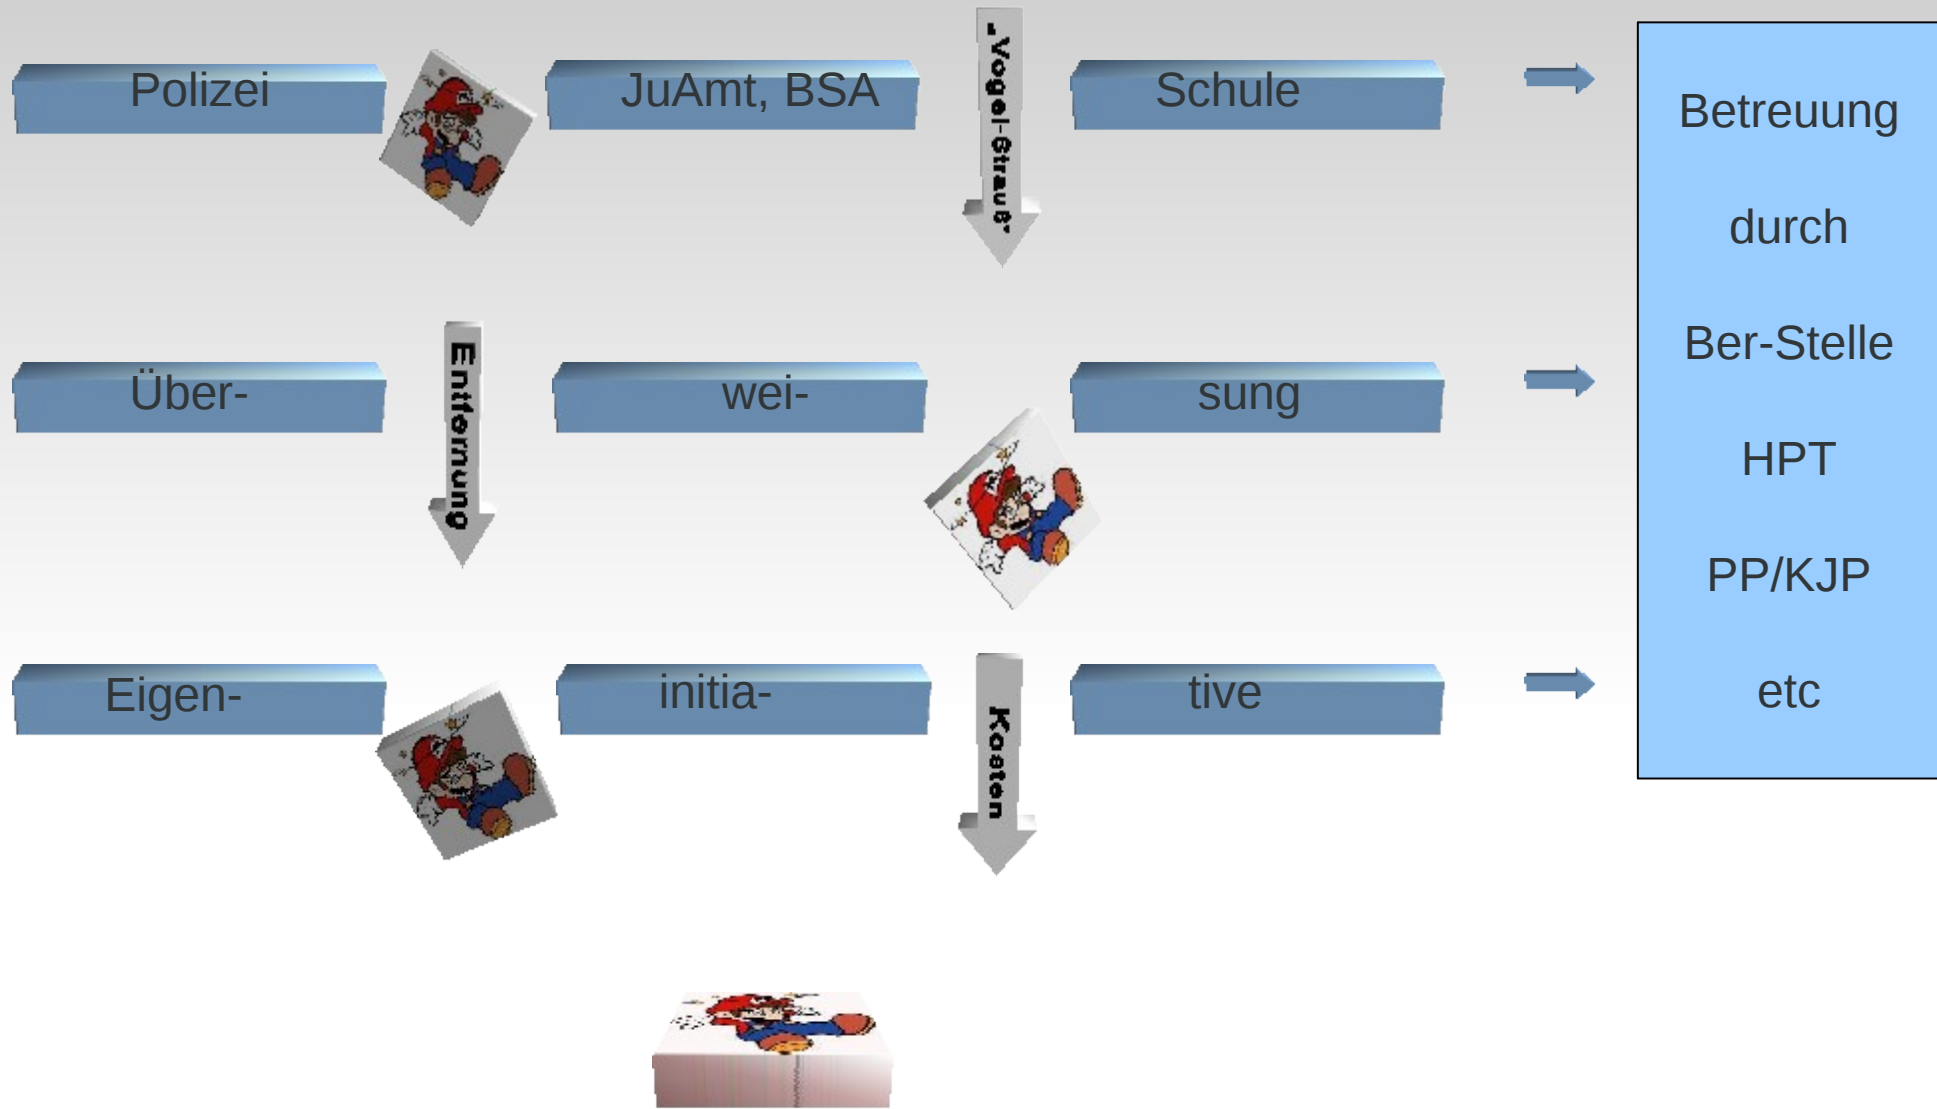 Polizei
JuAmt, BSA
„Vogel-Strauß“
Schule
Über-
Entfernung
wei-
sung
Eigen-
initia-
Kosten
tive
Betreuung
durch
Ber-Stelle
HPT
PP/KJP
etc